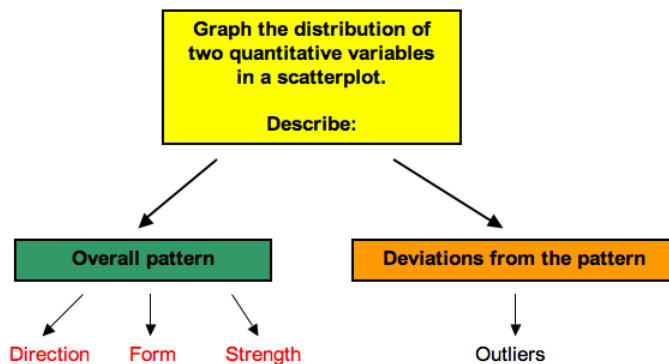 Graph the distribution of
two quantitative variables
in a scatterplot.
Describe:
Overall pattern
Deviations from the pattern
Direction
Form
Strength
Outliers